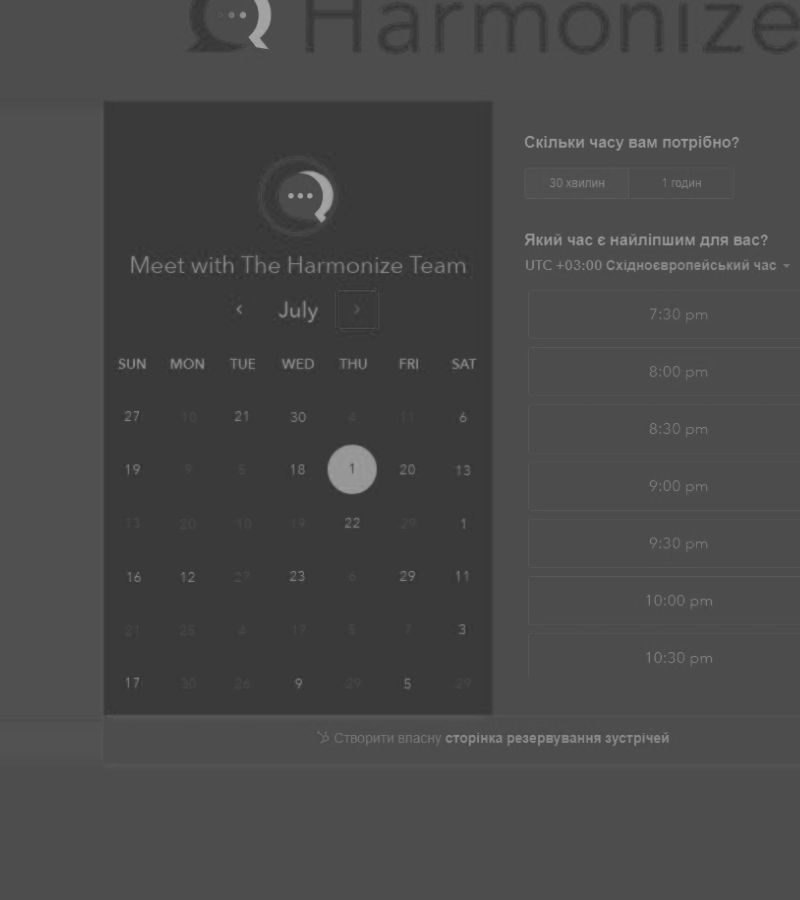 Harmonize
Meet with The Harmonize Team
July
SUN MON TUE WED THU FRI SAT
27 10 21 30 4 11 6
19 9 5 18 1 20 13
13 20 18 19 22 29 1
16 12 27 23 6 29 11
21 25 4 17 5 7 3
17 30 26 9 29 5 29
Скільки часу вам потрібно?
30 хвилин 1 годин
Який час є найліпшим для вас?
UTC +03:00 Східноєвропейський час
7:30 pm
8:00 pm
8:30 pm
9:00 pm
9:30 pm
10:00 pm
10:30 pm
Створити власну сторінка резервування зустрічей